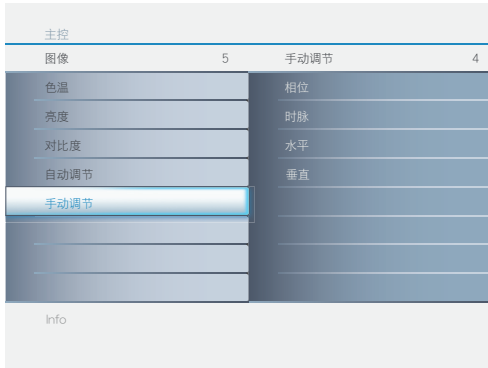 主控
图像 5 手动调节 4
色温 相位
亮度 时脉
对比度 水平
自动调节 垂直
手动调节
Info